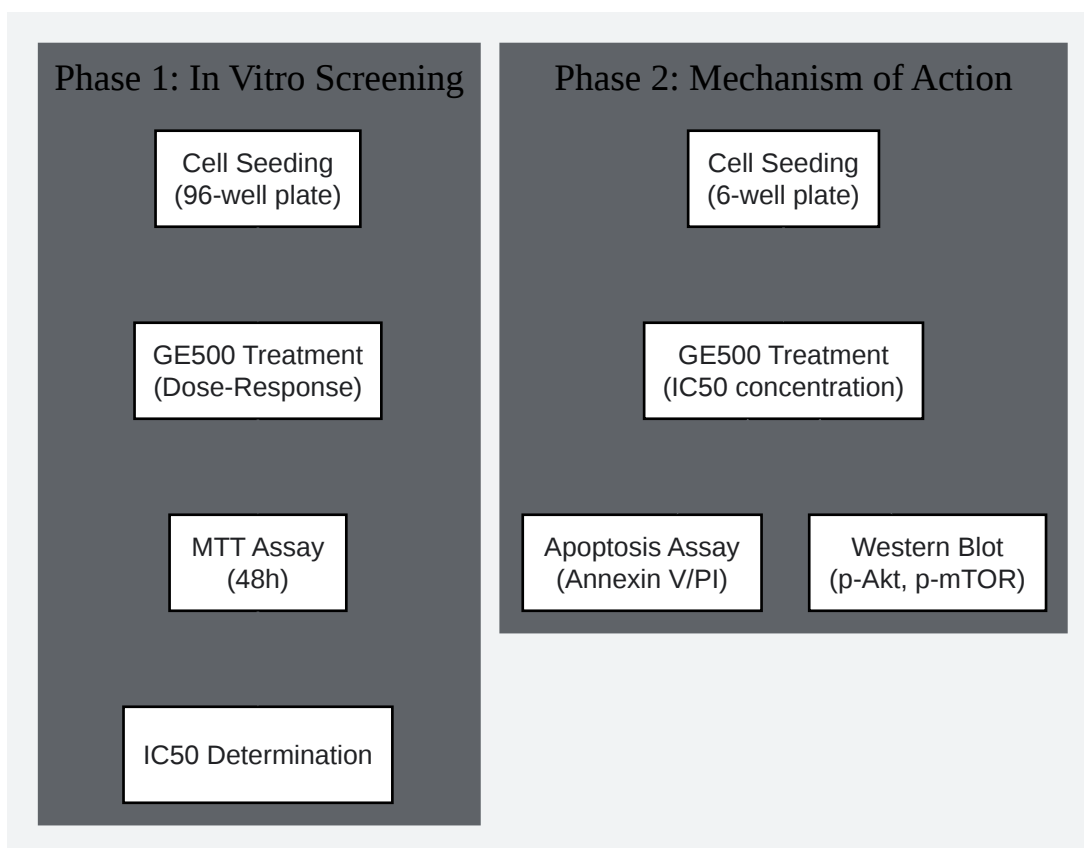 Phase 1: In Vitro Screening
Cell Seeding
(96-well plate)
GE500 Treatment
(Dose-Response)
MTT Assay
(48h)
IC50 Determination
Phase 2: Mechanism of Action
Cell Seeding
(6-well plate)
GE500 Treatment
(IC50 concentration)
Apoptosis Assay
(Annexin V/PI)
Western Blot
(p-Akt, p-mTOR)